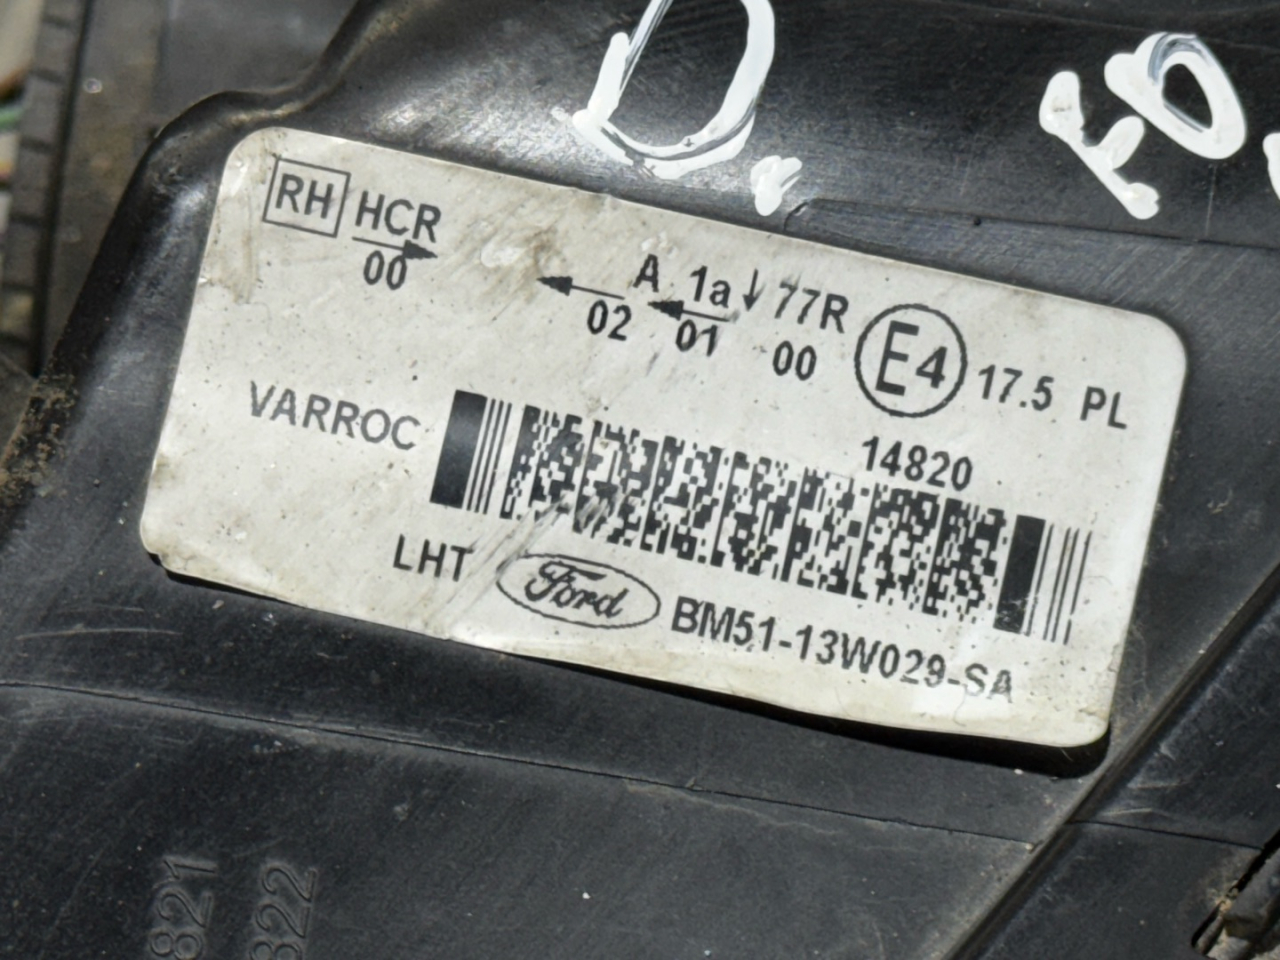 D.
FO
RH HCR A 1a 77R E4 17.5 PL
00 02 01 00
14820
VARROC
LHT Ford BM51-13W029-SA
821
822